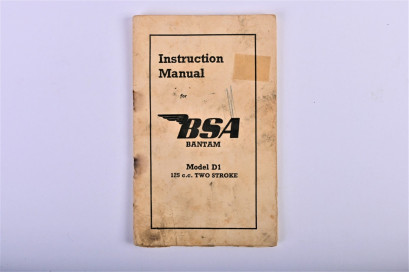 Instruction
Manual
for
BSA
BANTAM
Model D1
125 c.c. TWO STROKE